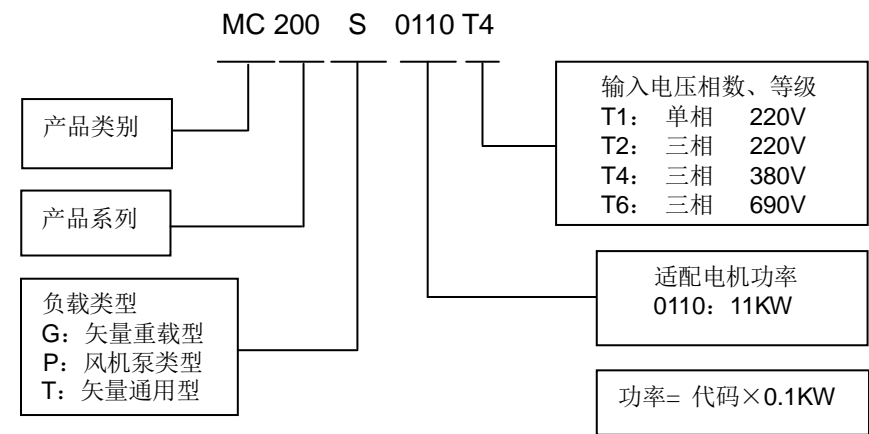 MC 200 S 0110 T4
产品类别
产品系列
负载类型
G：矢量重载型
P：风机泵类型
T：矢量通用型
输入电压相数、等级
T1： 单相 220V
T2： 三相 220V
T4： 三相 380V
T6： 三相 690V
适配电机功率
0110：11KW
功率= 代码×0.1KW